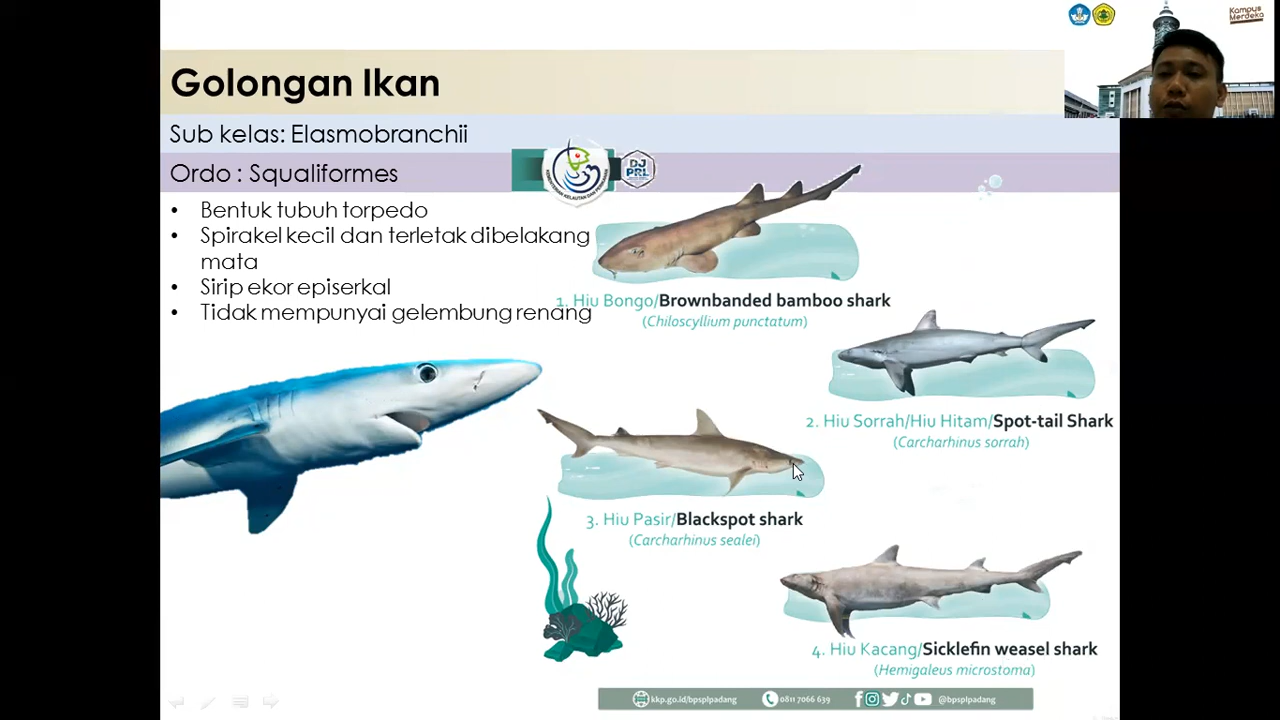 Kampus
Merdeka
Golongan Ikan
Sub kelas: Elasmobranchii
Ordo : Squaliformes
DJ
PRL
• Bentuk tubuh torpedo
• Spirakel kecil dan terletak dibelakang
mata
• Sirip ekor episerkal
• Tidak mempunyai gelembung renang
1. Hiu Bongo/Brownbanded bamboo shark
(Chiloscyllium punctatum)
2. Hiu Sorrah/Hiu Hitam/Spot-tail Shark
(Carcharhinus sorrah)
3. Hiu Pasir/Blackspot shark
(Carcharhinus sealei)
4. Hiu Kacang/Sicklefin weasel shark
(Hemigaleus microstoma)
kkp.go.id/bpsplpadang 0811 7066 639 @bpsplpadang